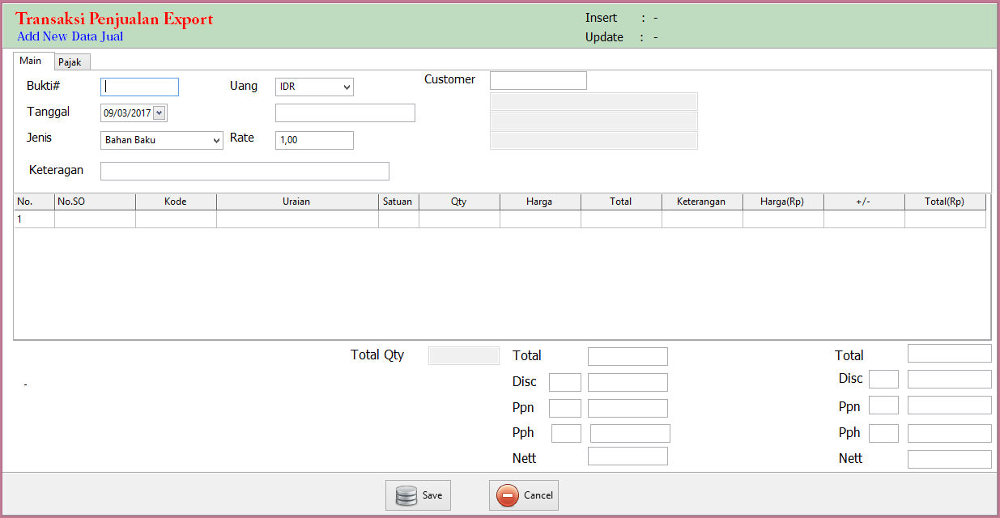 Transaksi Penjualan Export
Add New Data Jual
Insert : -
Update : -
Main Pajak
Bukti# Uang IDR Customer
Tanggal 09/03/2017
Jenis Bahan Baku Rate 1,00
Keteragan
No. No.SO Kode Uraian Satuan Qty Harga Total Keterangan Harga(Rp) +/- Total(Rp)
1
Total Qty Total Total
- Disc Disc
Ppn Ppn
Pph Pph
Nett Nett
Save Cancel